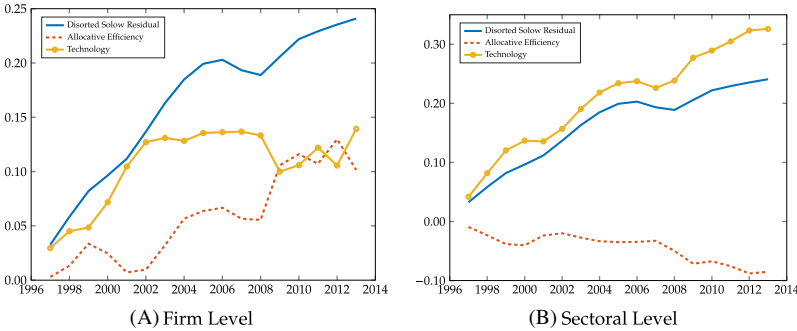 0.25
0.20
0.15
0.10
0.05
0.00
Disorted Solow Residual
Allocative Efficiency
Technology
1996 1998 2000 2002 2004 2006 2008 2010 2012 2014
(A) Firm Level
0.30
0.20
0.10
0.00
−0.10
Disorted Solow Residual
Allocative Efficiency
Technology
1996 1998 2000 2002 2004 2006 2008 2010 2012 2014
(B) Sectoral Level